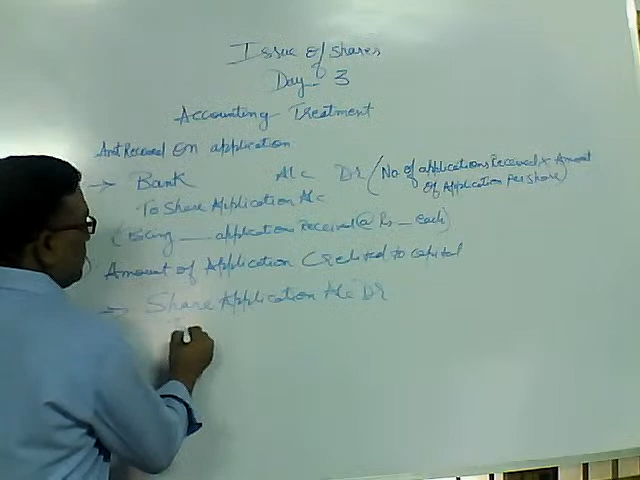 Issue of Shares
Day - 3
Accounting Treatment
Amt Received on application
→ Bank A/c Dr (No of applications Received x Amount
Of Application Per Share)
To Share Application A/c
(Being ___ application Received @ Rs _ each)
Amount of Application Credited to Capital
→ Share Application A/c Dr